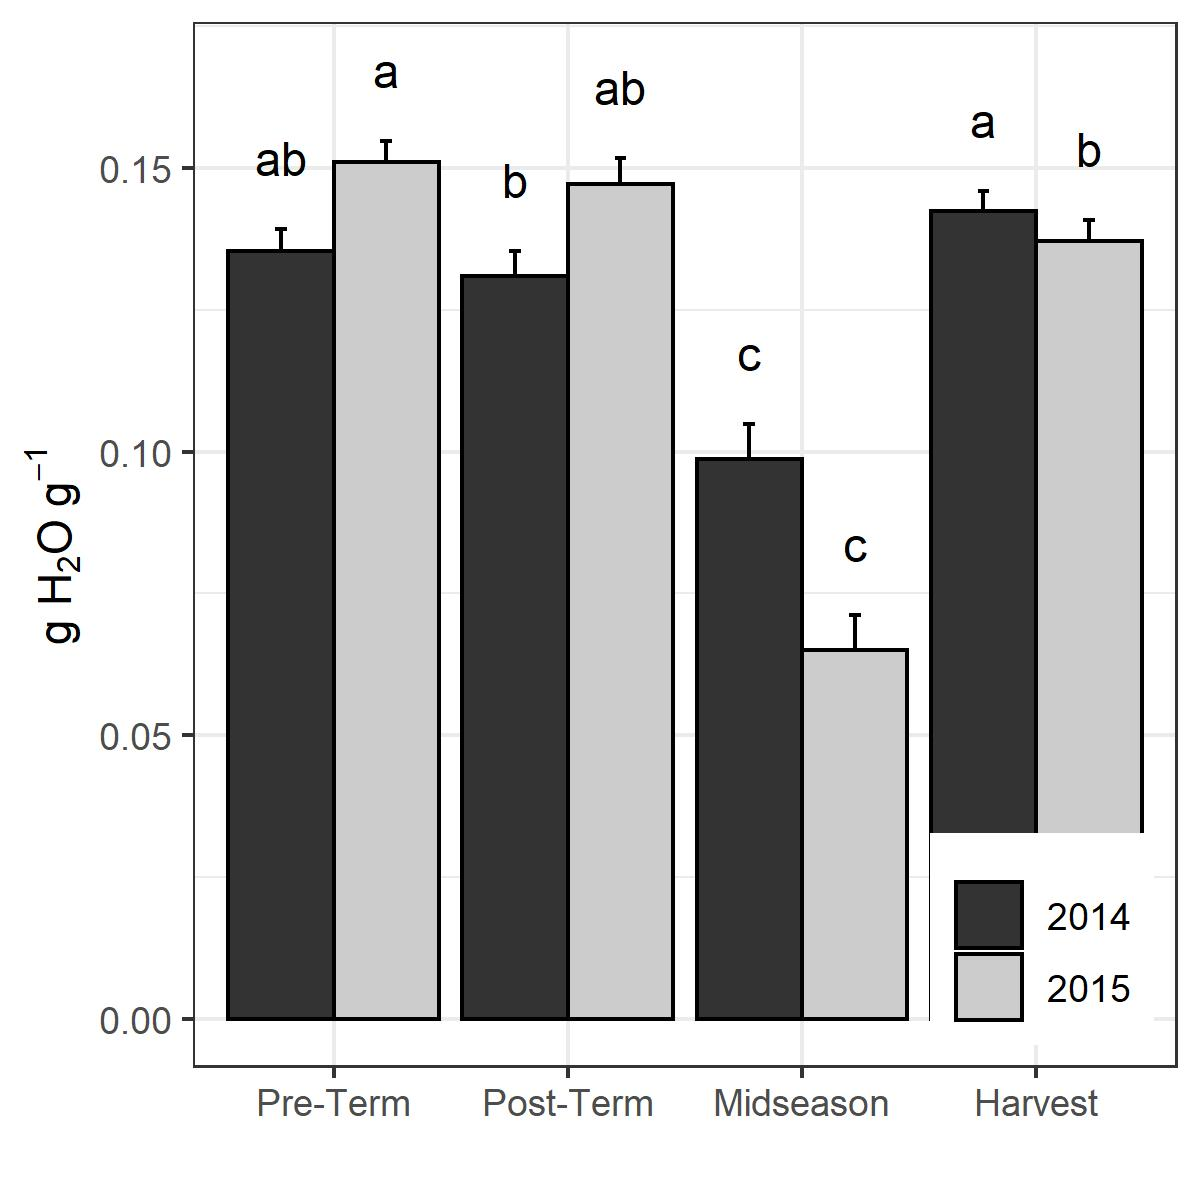 a
ab
ab
b
a
b
c
c
0.15
0.10
0.05
0.00
g H₂O g⁻¹
2014
2015
Pre-Term Post-Term Midseason Harvest